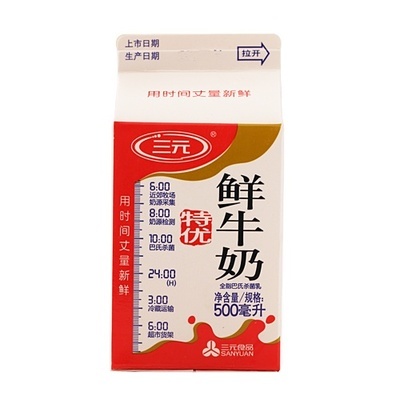 上市日期
生产日期
拉开
用时间丈量新鲜
三元
用时间丈量新鲜
6:00
近郊牧场
奶源采集
8:00
奶源检测
10:00
巴氏杀菌
24:00
(H)
3:00
冷藏运输
6:00
超市货架
特优
鲜牛奶
全脂巴氏杀菌乳
净含量/规格:
500毫升
三元食品
SANYUAN